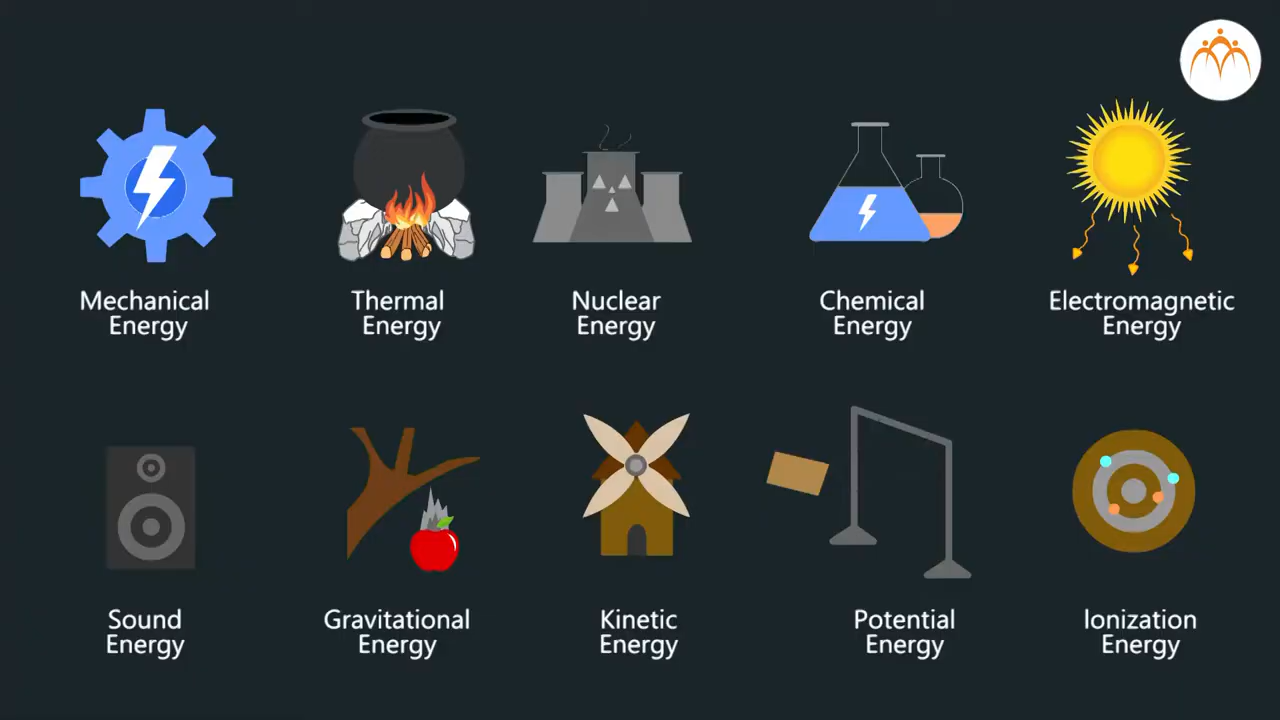 Mechanical
Energy
Thermal
Energy
Nuclear
Energy
Chemical
Energy
Electromagnetic
Energy
Sound
Energy
Gravitational
Energy
Kinetic
Energy
Potential
Energy
Ionization
Energy